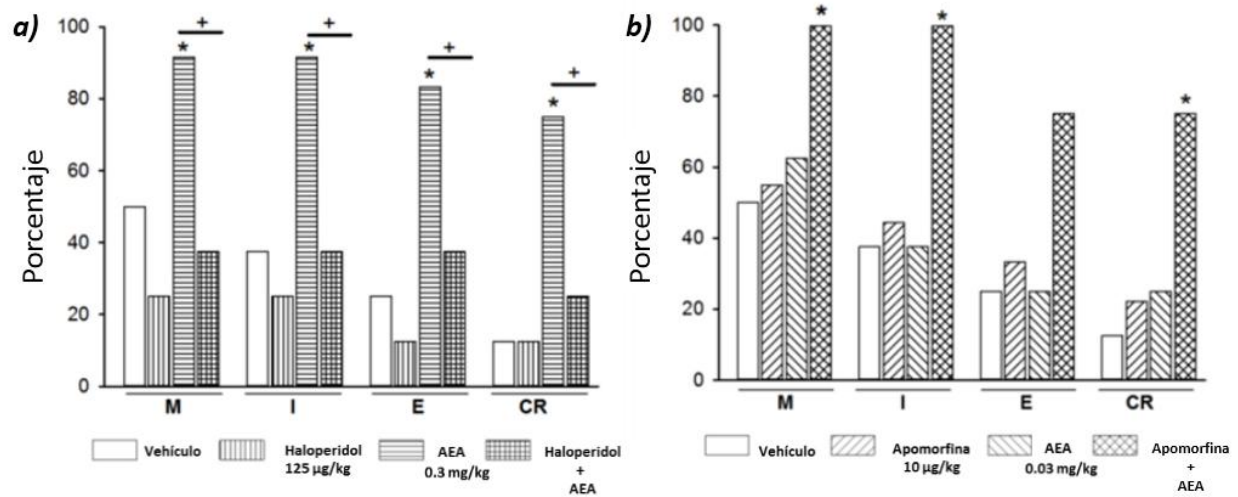 a)
Porcentaje
100
80
60
40
20
0
* +
* +
* +
* +
M I E CR
Vehículo
Haloperidol
125 µg/kg
AEA
0.3 mg/kg
Haloperidol
+
AEA
b)
Porcentaje
100
80
60
40
20
0
*
*
*
M I E CR
Vehículo
Apomorfina
10 µg/kg
AEA
0.03 mg/kg
Apomorfina
+
AEA